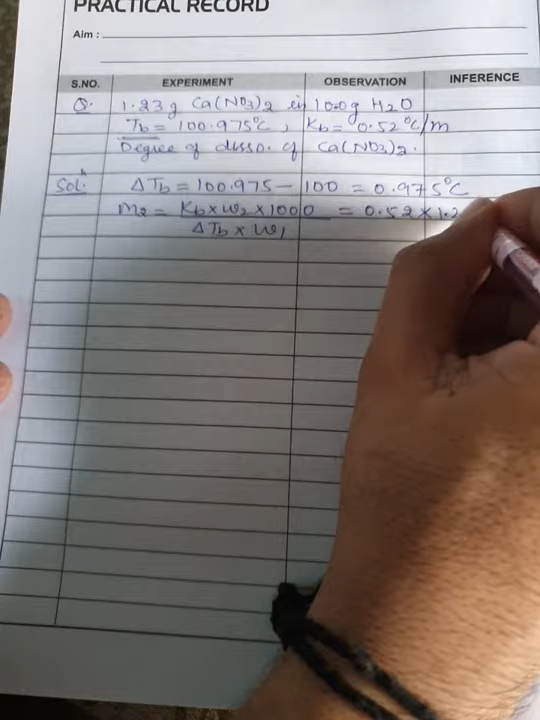 PRACTICAL RECORD
Aim :
S.NO. EXPERIMENT OBSERVATION INFERENCE
Q. 1.23 g Ca(NO3)2 in 10.0 g H2O
Tb = 100.975°C, Kb = 0.52°C/m
Degree of disso. of Ca(NO3)2.
Sol. ΔTb = 100.975 - 100 = 0.975°C
M2 = Kb × W2 × 1000 = 0.52 × 1.2
ΔTb × W1